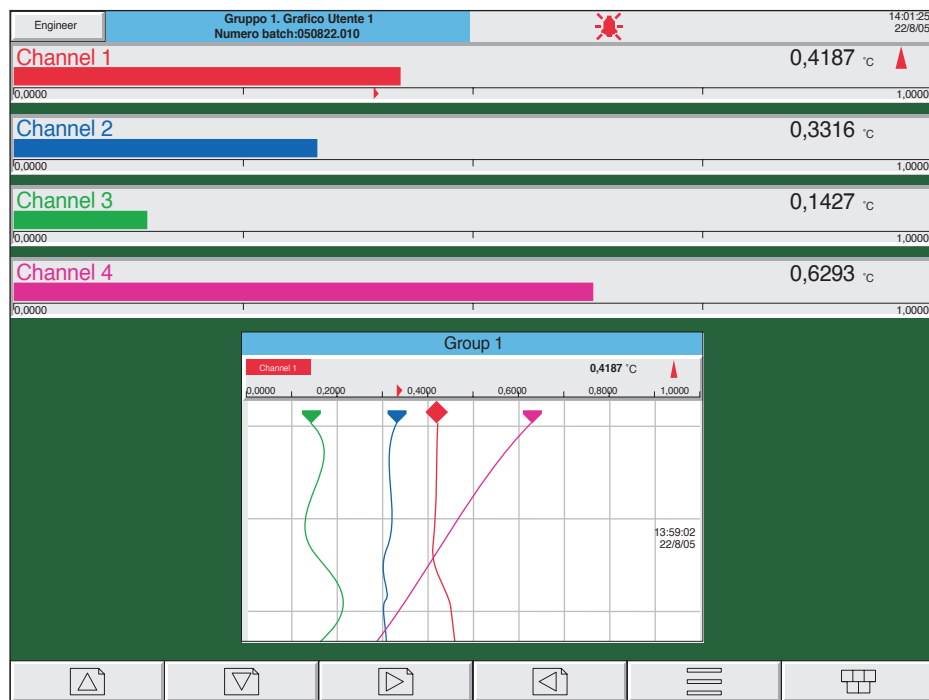 Engineer
Gruppo 1. Grafico Utente 1
Numero batch:050822.010
14:01:25
22/8/05
Channel 1
0,4187 °C
0,0000 1,0000
Channel 2
0,3316 °C
0,0000 1,0000
Channel 3
0,1427 °C
0,0000 1,0000
Channel 4
0,6293 °C
0,0000 1,0000
Group 1
Channel 1 0,4187 °C
0,0000 0,2000 0,4000 0,6000 0,8000 1,0000
13:59:02
22/8/05